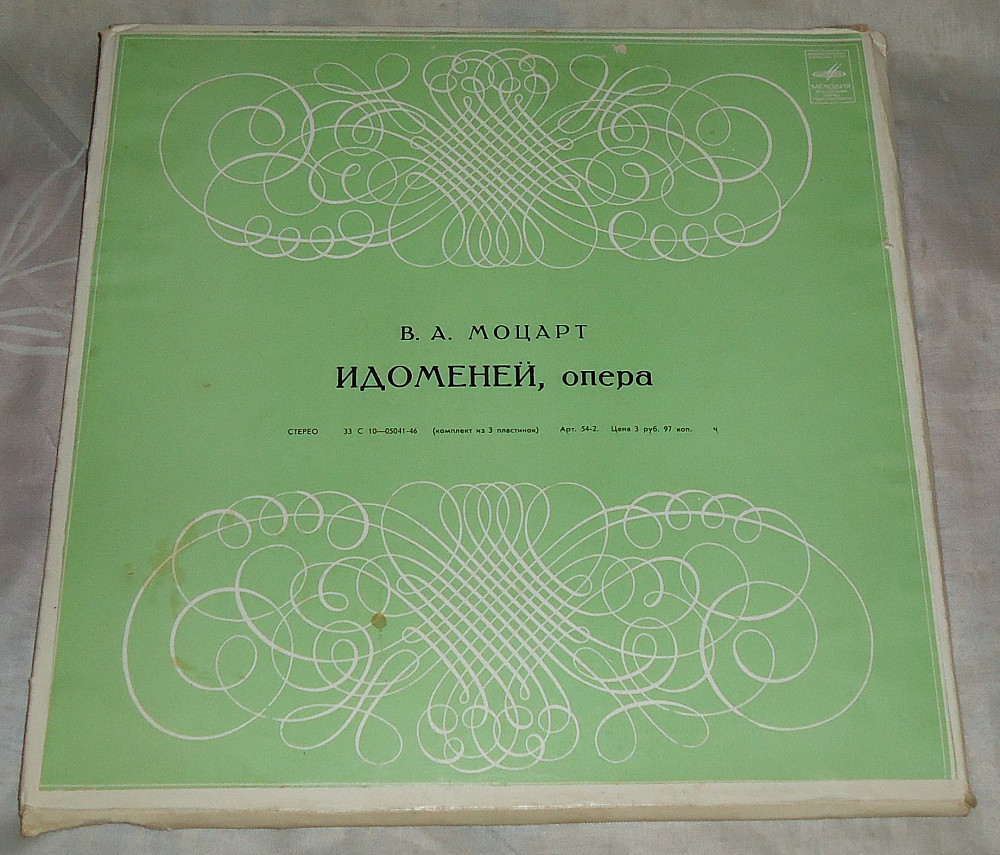 МЕЛОДИЯ
В. А. МОЦАРТ
ИДОМЕНЕЙ, опера
СТЕРЕО 33 С 10—05041-46 (комплект из 3 пластинок) Арт. 54-2. Цена 3 руб. 97 коп. Ч